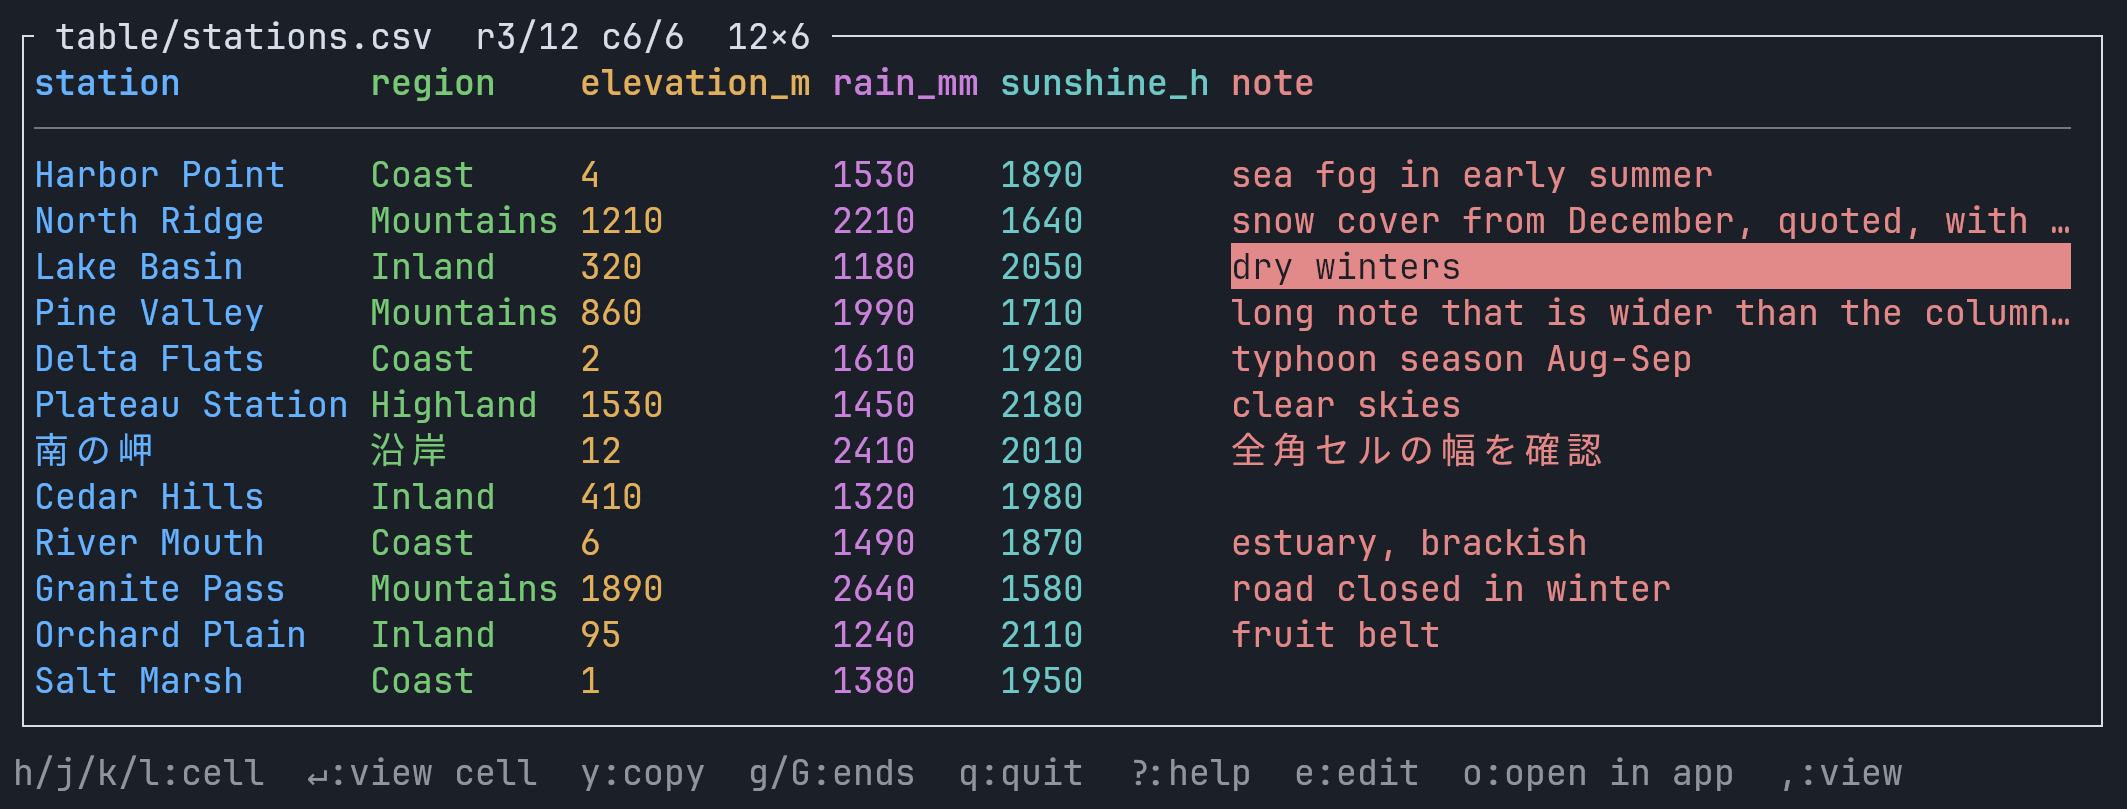 table/stations.csv  r3/12 c6/6  12×6
station region elevation_m rain_mm sunshine_h note
Harbor Point Coast 4 1530 1890 sea fog in early summer
North Ridge Mountains 1210 2210 1640 snow cover from December, quoted, with …
Lake Basin Inland 320 1180 2050 dry winters
Pine Valley Mountains 860 1990 1710 long note that is wider than the column…
Delta Flats Coast 2 1610 1920 typhoon season Aug-Sep
Plateau Station Highland 1530 1450 2180 clear skies
南の岬 沿岸 12 2410 2010 全角セルの幅を確認
Cedar Hills Inland 410 1320 1980
River Mouth Coast 6 1490 1870 estuary, brackish
Granite Pass Mountains 1890 2640 1580 road closed in winter
Orchard Plain Inland 95 1240 2110 fruit belt
Salt Marsh Coast 1 1380 1950
h/j/k/l:cell  ↵:view cell  y:copy  g/G:ends  q:quit  ?:help  e:edit  o:open in app  ,:view